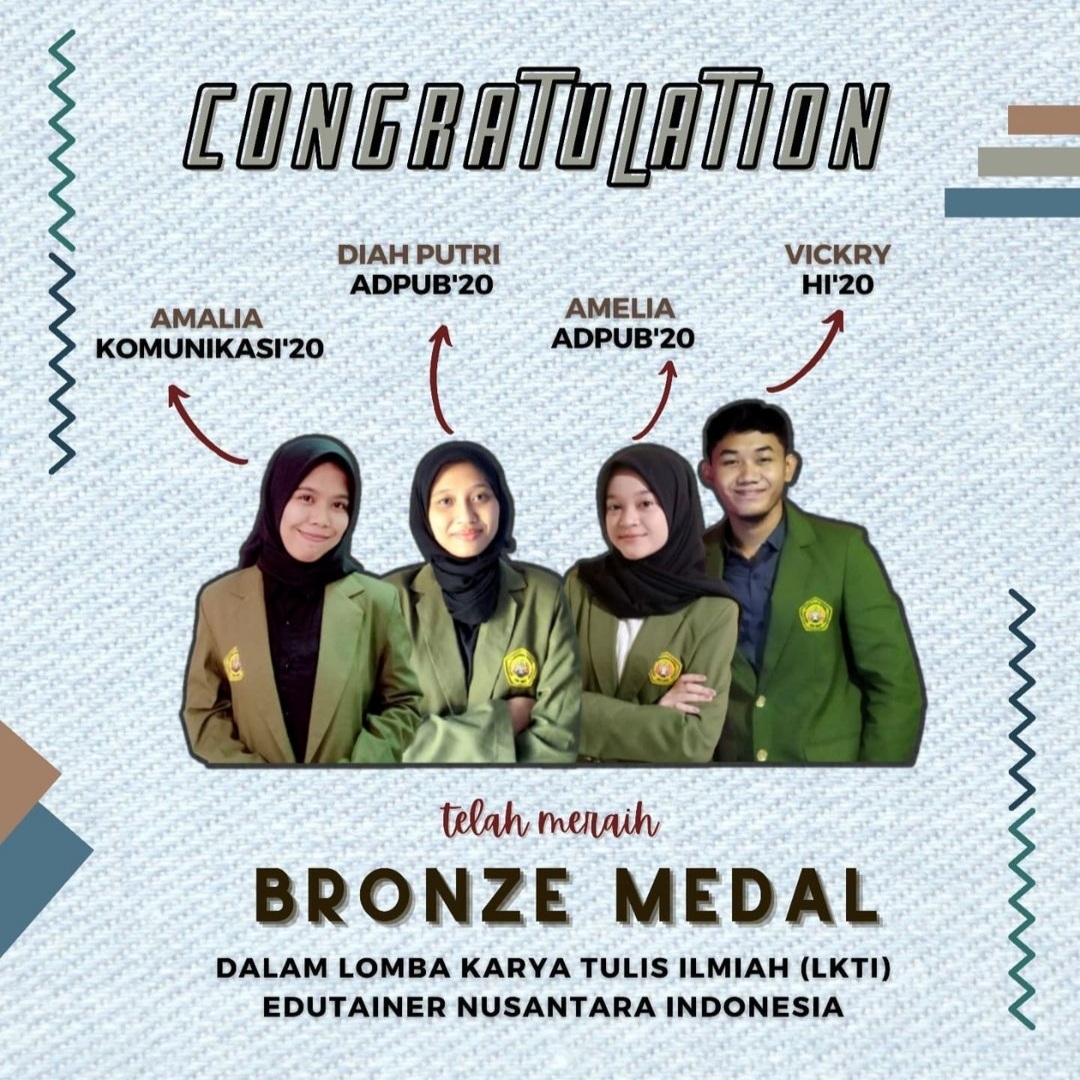 CONGRATULATION
DIAH PUTRI
ADPUB'20
VICKRY
HI'20
AMALIA
KOMUNIKASI'20
AMELIA
ADPUB'20
telah meraih
BRONZE MEDAL
DALAM LOMBA KARYA TULIS ILMIAH (LKTI)
EDUTAINER NUSANTARA INDONESIA